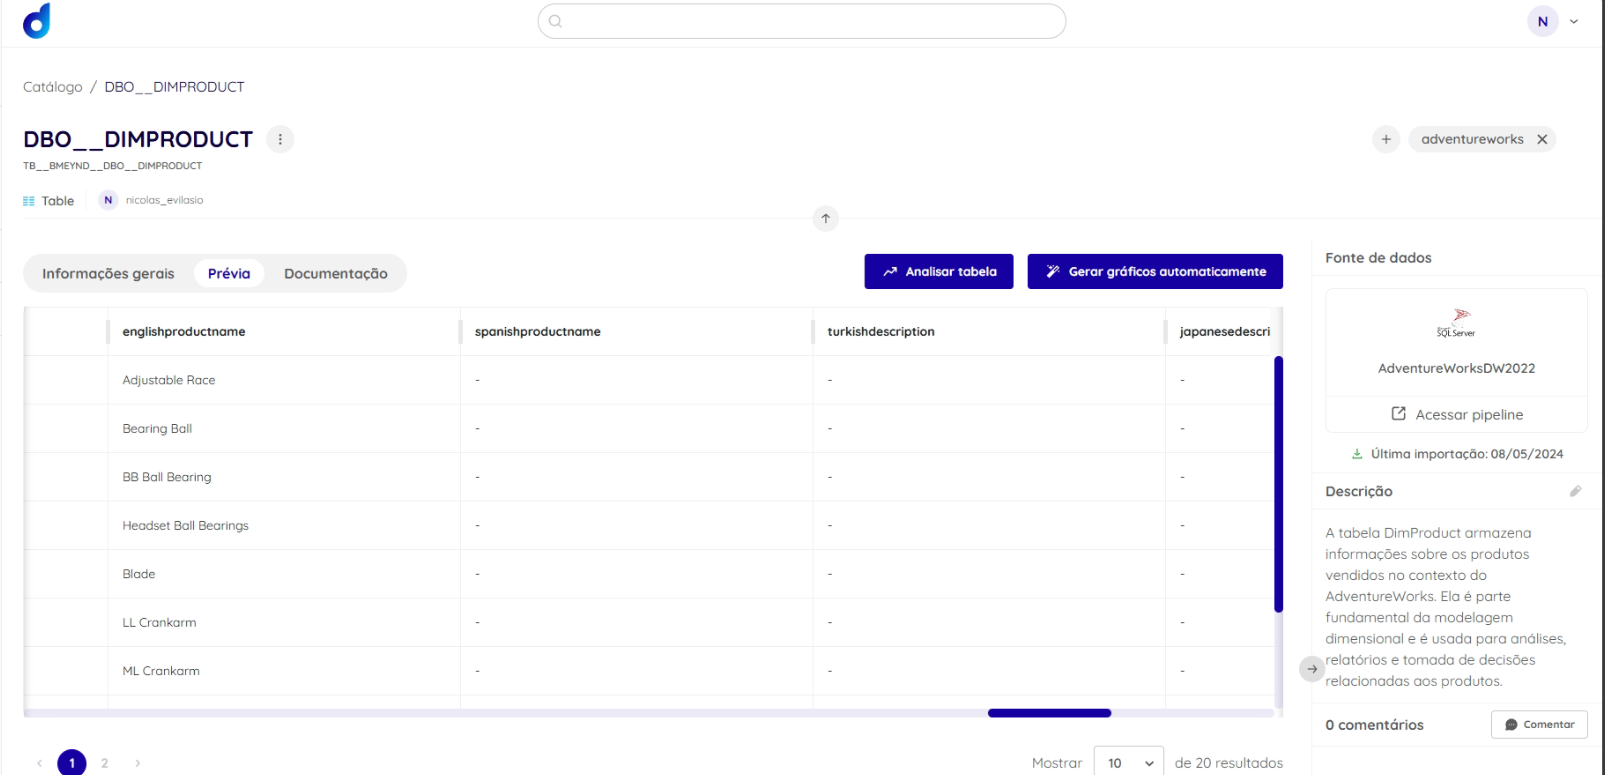 N
Catálogo / DBO__DIMPRODUCT
DBO__DIMPRODUCT
+ adventureworks
TB__BMEYND__DBO__DIMPRODUCT
Table N nicolas_evilasio
Informações gerais Prévia Documentação
Analisar tabela
Gerar gráficos automaticamente
englishproductname spanishproductname turkishdescription japanesedescri
Adjustable Race - - -
Bearing Ball - - -
BB Ball Bearing - - -
Headset Ball Bearings - - -
Blade - - -
LL Crankarm - - -
ML Crankarm - - -
1 2
Mostrar 10 de 20 resultados
Fonte de dados
SQL Server
AdventureWorksDW2022
Acessar pipeline
Última importação: 08/05/2024
Descrição
A tabela DimProduct armazena
informações sobre os produtos
vendidos no contexto do
AdventureWorks. Ela é parte
fundamental da modelagem
dimensional e é usada para análises,
relatórios e tomada de decisões
relacionadas aos produtos.
0 comentários
Comentar